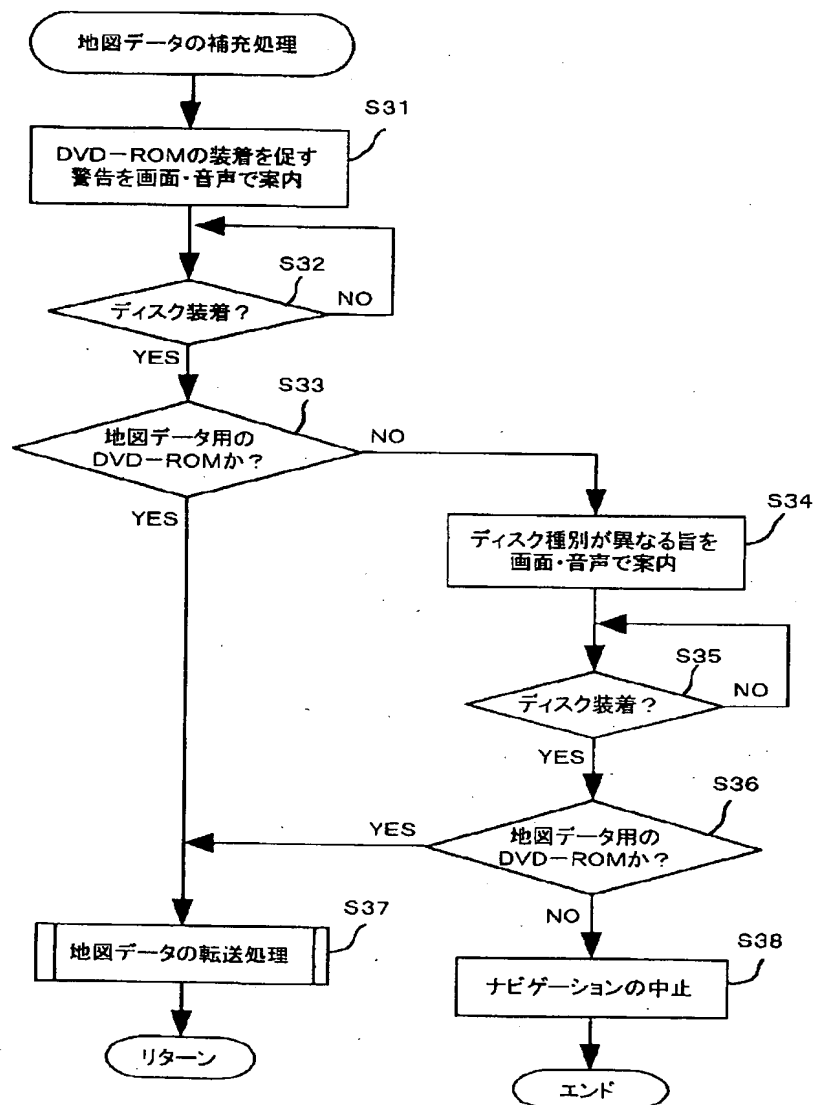 地図データの補充処理
S31
DVD-ROMの装着を促す
警告を画面・音声で案内
S32
ディスク装着?
NO
YES
S33
地図データ用の
DVD-ROMか?
NO
YES
S34
ディスク種別が異なる旨を
画面・音声で案内
S35
ディスク装着?
NO
YES
S36
地図データ用の
DVD-ROMか?
YES
NO
S37
地図データの転送処理
S38
ナビゲーションの中止
リターン
エンド